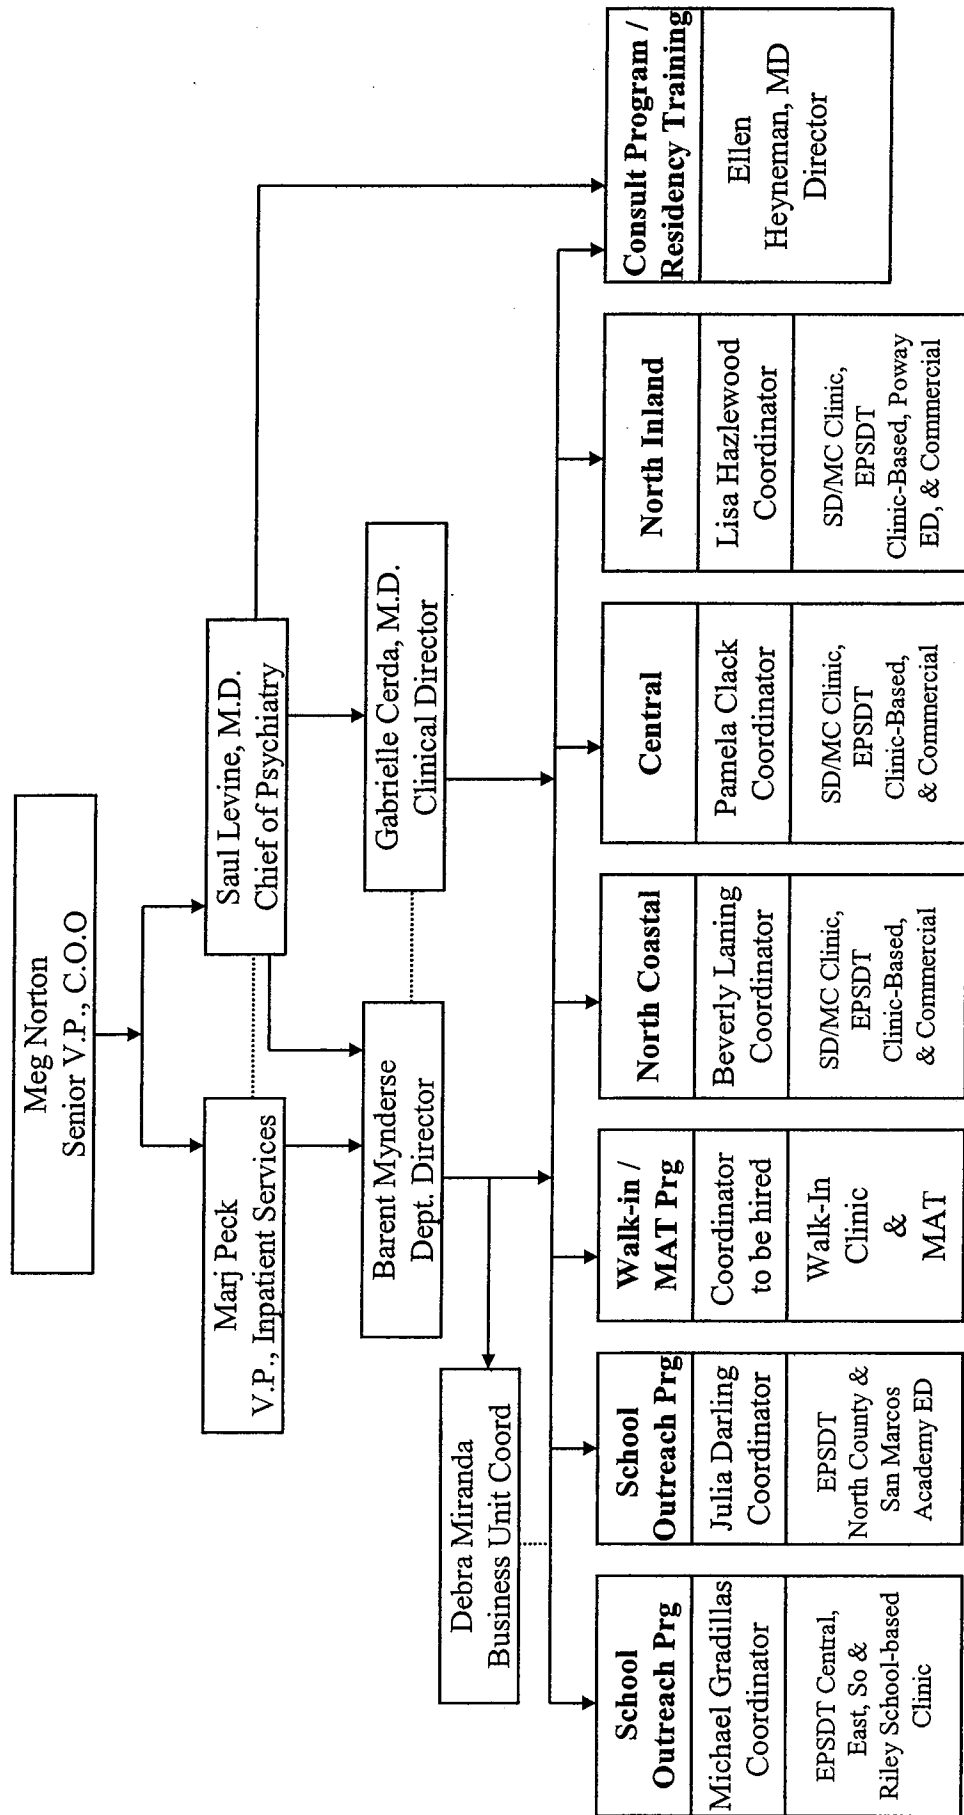 Meg Norton
Senior V.P., C.O.O
Marj Peck
V.P., Inpatient Services
Saul Levine, M.D.
Chief of Psychiatry
Barent Mynderse
Dept. Director
Gabrielle Cerda, M.D.
Clinical Director
Debra Miranda
Business Unit Coord
School
Outreach Prg
Michael Gradillas
Coordinator
EPSDT Central,
East, So &
Riley School-based
Clinic
School
Outreach Prg
Julia Darling
Coordinator
EPSDT
North County &
San Marcos
Academy ED
Walk-in /
MAT Prg
Coordinator
to be hired
Walk-In
Clinic
&
MAT
North Coastal
Beverly Laning
Coordinator
SD/MC Clinic,
EPSDT
Clinic-Based,
& Commercial
Central
Pamela Clack
Coordinator
SD/MC Clinic,
EPSDT
Clinic-Based,
& Commercial
North Inland
Lisa Hazlewood
Coordinator
SD/MC Clinic,
EPSDT
Clinic-Based, Poway
ED, & Commercial
Consult Program /
Residency Training
Ellen
Heyneman, MD
Director